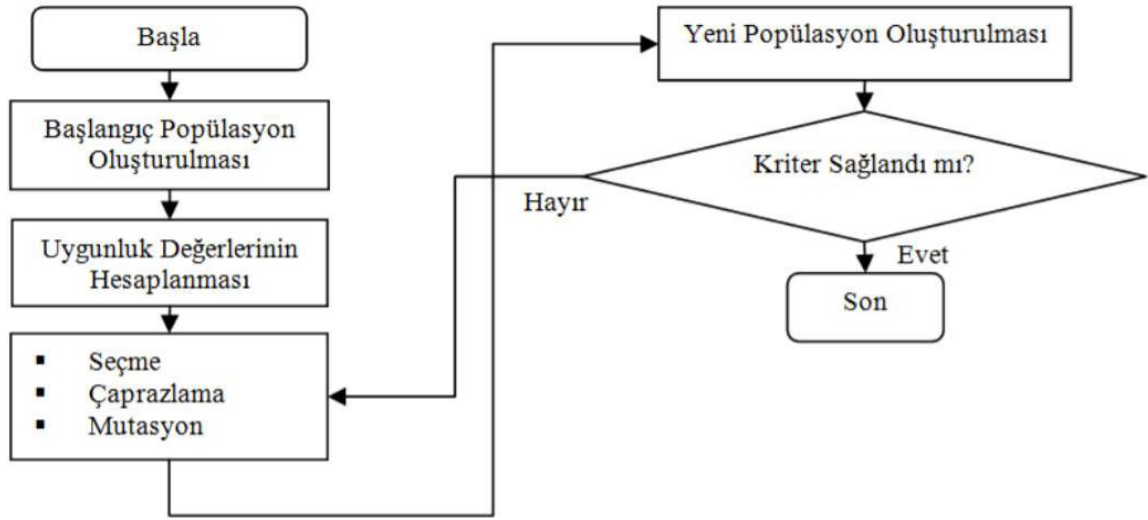 Başla
Başlangıç Popülasyon
Oluşturulması
Uygunluk Değerlerinin
Hesaplanması
▪ Seçme
▪ Çaprazlama
▪ Mutasyon
Yeni Popülasyon Oluşturulması
Kriter Sağlandı mı?
Hayır
Evet
Son